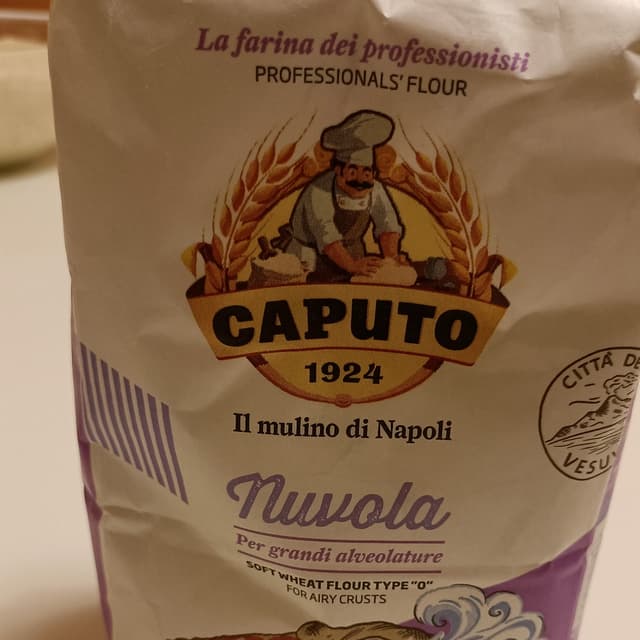 La farina dei professionisti
PROFESSIONALS' FLOUR
CAPUTO
1924
Il mulino di Napoli
CITTÀ
Nuvola
Per grandi alveolature
SOFT WHEAT FLOUR TYPE "0"
FOR AIRY CRUSTS